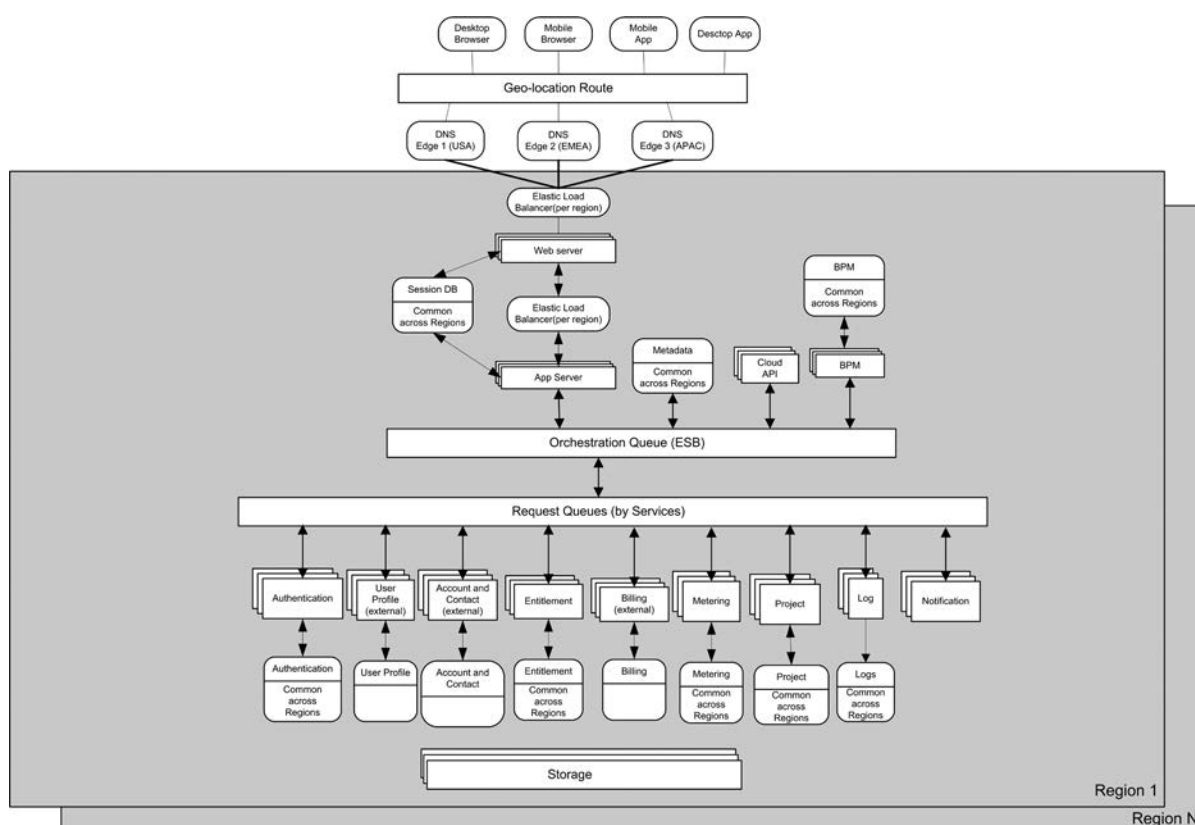 Desktop
Browser
Mobile
Browser
Mobile
App
Desctop App
Geo-location Route
DNS
Edge 1 (USA)
DNS
Edge 2 (EMEA)
DNS
Edge 3 (APAC)
Elastic Load
Balancer(per region)
Web server
Session DB
Common
across Regions
Elastic Load
Balancer(per region)
BPM
Common
across Regions
Metadata
Common
across Regions
Cloud
API
BPM
App Server
Orchestration Queue (ESB)
Request Queues (by Services)
Authentication
User
Profile
(external)
Account and
Contact
(external)
Entitlement
Billing
(external)
Metering
Project
Log
Notification
Authentication
Common
across
Regions
User Profile
Account and
Contact
Entitlement
Common
across
Regions
Billing
Metering
Common
across
Regions
Project
Common
across
Regions
Logs
Common
across
Regions
Storage
Region 1
Region N